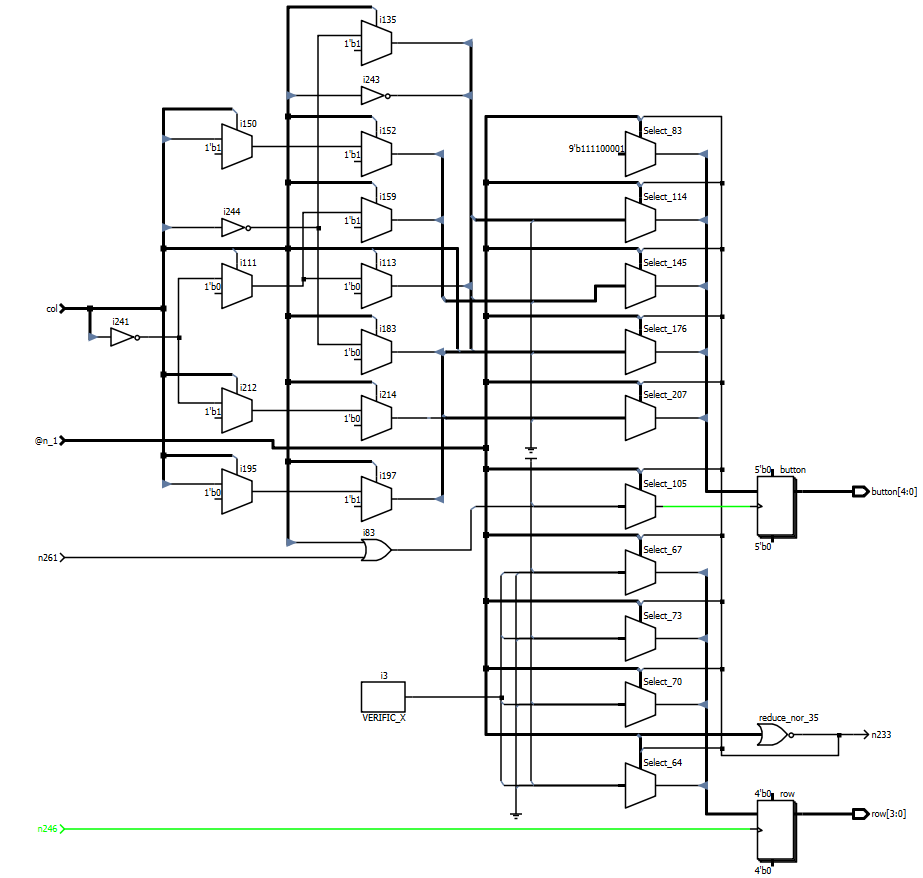 i135
1'b1
i243
i150
1'b1
i152
1'b1
Select_83
9'b111100001
i159
1'b1
Select_114
i244
i111
1'b0
i113
1'b0
Select_145
col
i241
i183
1'b0
Select_176
i212
1'b1
i214
1'b0
Select_207
@n_1
i195
1'b0
i197
1'b1
Select_105
5'b0
button
button[4:0]
5'b0
i83
n261
Select_67
Select_73
i3
VERIFIC_X
Select_70
reduce_nor_35
n233
Select_64
4'b0
row
row[3:0]
n246
4'b0